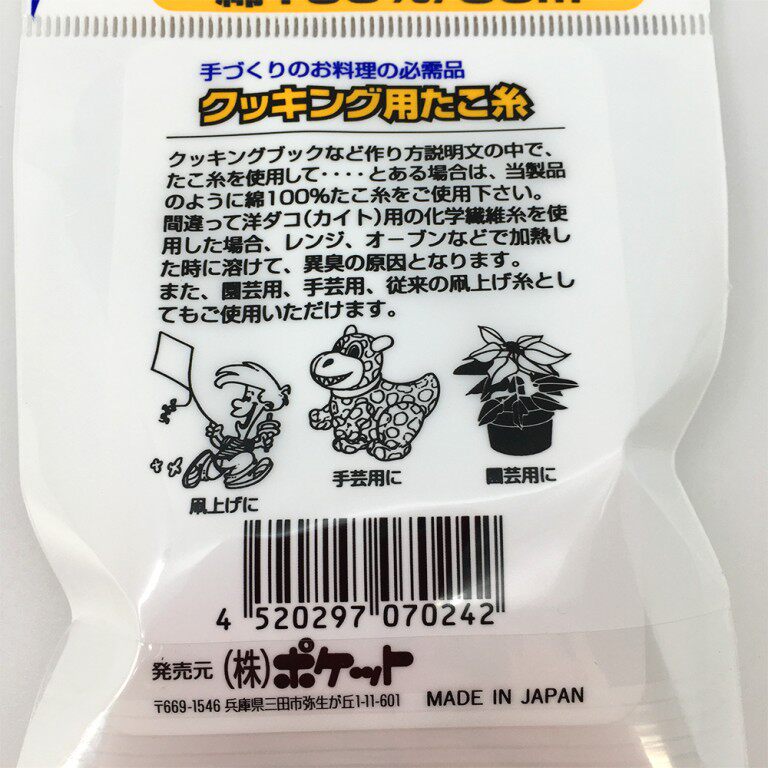 手づくりのお料理の必需品
クッキング用たこ糸
クッキングブックなど作り方説明文の中で、
たこ糸を使用して‥‥とある場合は、当製品
のように綿100%たこ糸をご使用下さい。
間違って洋ダコ(カイト)用の化学繊維糸を使
用した場合、レンジ、オーブンなどで加熱し
た時に溶けて、異臭の原因となります。
また、園芸用、手芸用、従来の凧上げ糸とし
てもご使用いただけます。
凧上げに
手芸用に
園芸用に
4 520297 070242
発売元 (株)ポケット
〒669-1546 兵庫県三田市弥生が丘1-11-601 MADE IN JAPAN